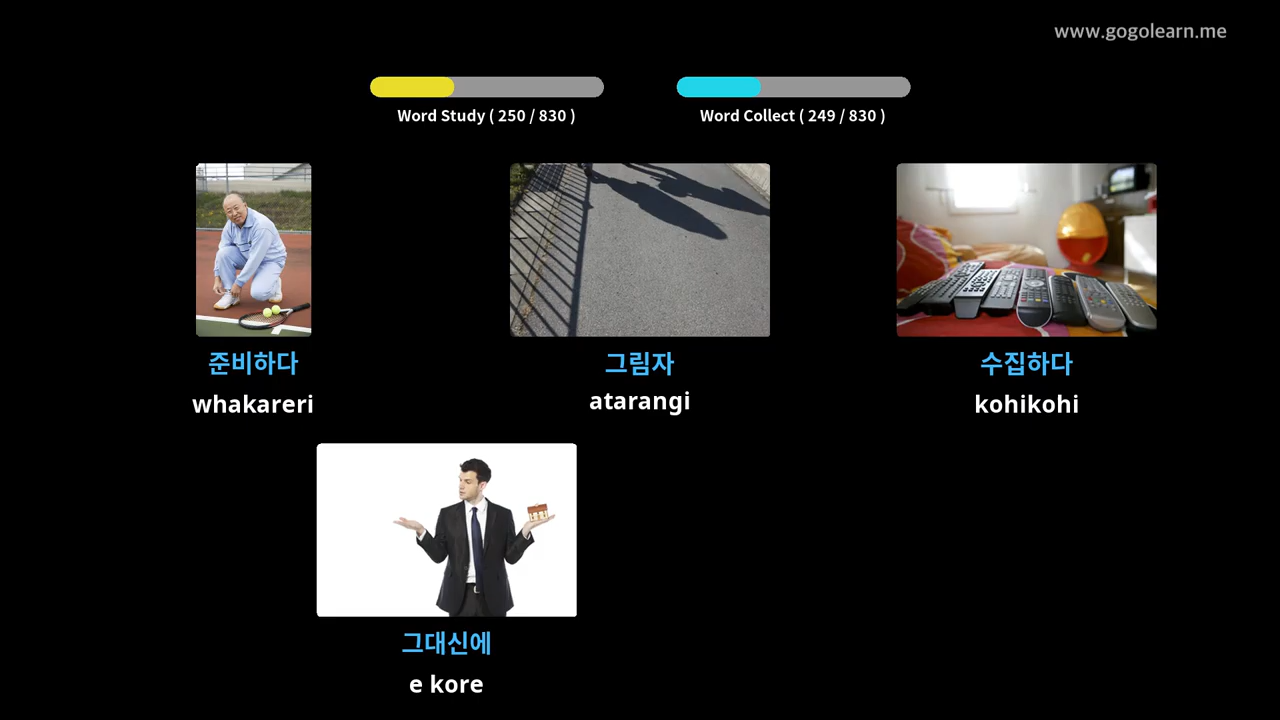 www.gogolearn.me
Word Study ( 250 / 830 )
Word Collect ( 249 / 830 )
준비하다
whakareri
그림자
atarangi
수집하다
kohikohi
그대신에
e kore